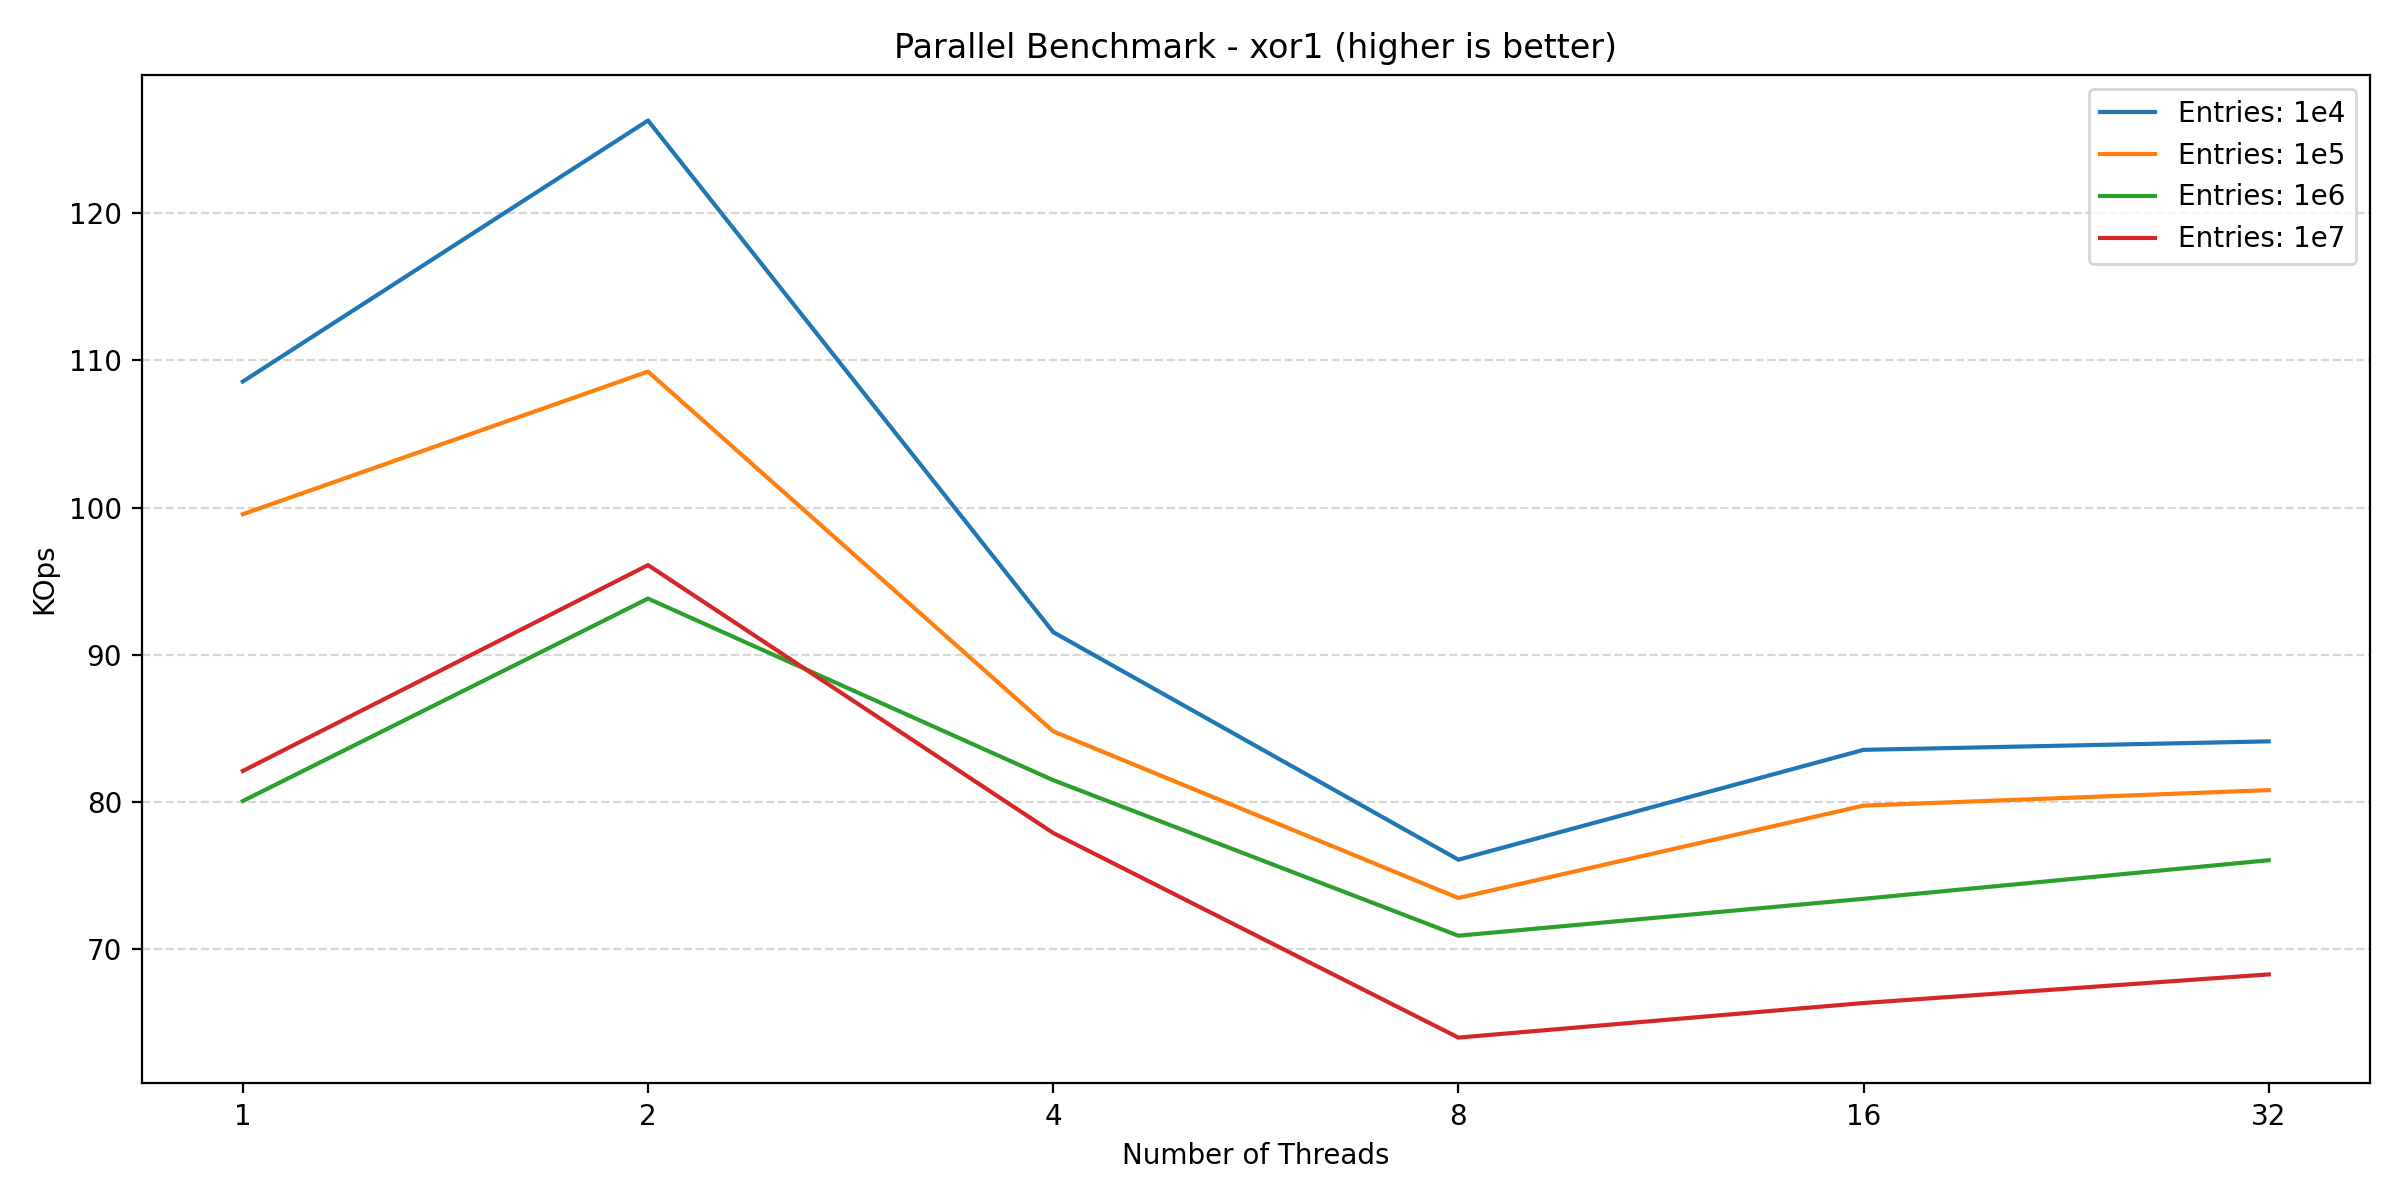 Parallel Benchmark - xor1 (higher is better)
Entries: 1e4
Entries: 1e5
Entries: 1e6
Entries: 1e7
120
110
100
90
80
70
KOps
1 2 4 8 16 32
Number of Threads